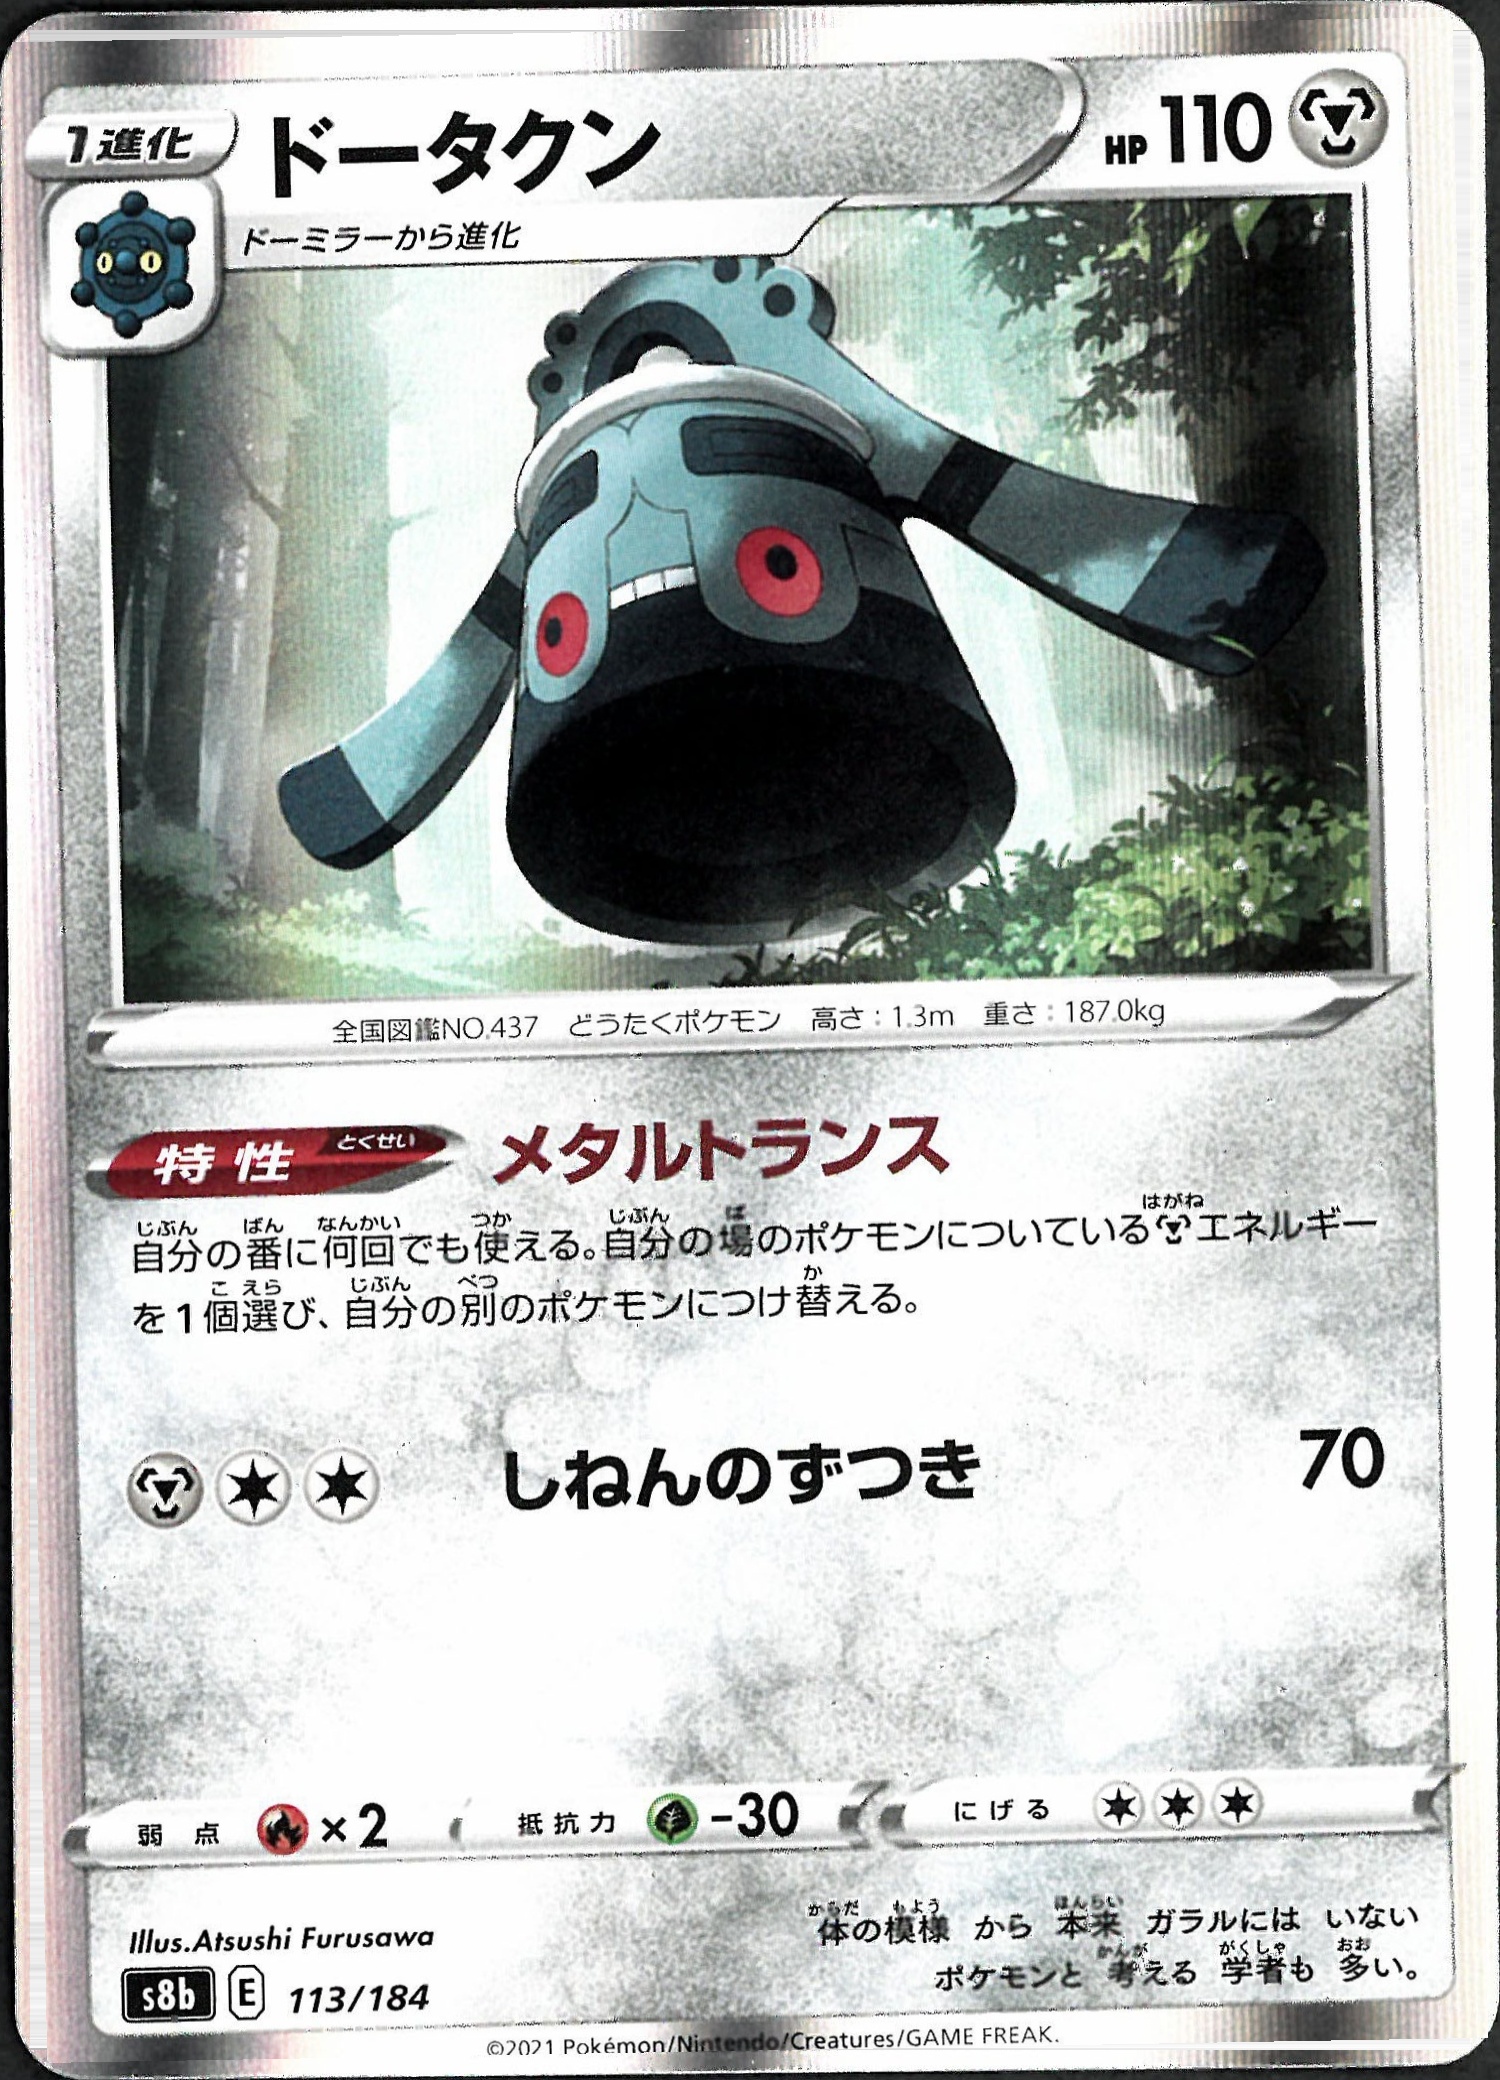 1進化
ドータクン
HP 110
ドーミラーから進化
全国図鑑NO.437 どうたくポケモン 高さ:1.3m 重さ:187.0kg
特性 とくせい メタルトランス
じぶん ばん なんかい つか じぶん ば はがね
自分の番に何回でも使える。自分の場のポケモンについているエネルギー
こ えら じぶん べつ か
を1個選び、自分の別のポケモンにつけ替える。
しねんのずつき 70
弱点 ×2 抵抗力 -30 にげる
からだ もよう ほんらい
体の模様 から 本来 ガラルには いない
かんが がくしゃ おお
ポケモンと 考える 学者も 多い。
Illus.Atsushi Furusawa
s8b E 113/184
©2021 Pokémon/Nintendo/Creatures/GAME FREAK.